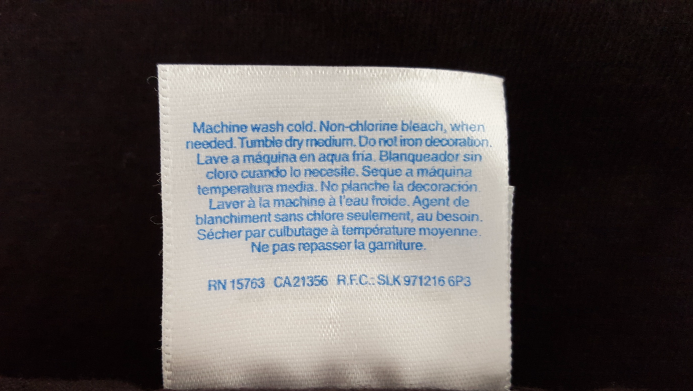 Machine wash cold. Non-chlorine bleach, when
needed. Tumble dry medium. Do not iron decoration.
Lave a máquina en aqua fria. Blanqueador sin
cloro cuando lo necesite. Seque a máquina
temperatura media. No planche la decoración.
Laver à la machine à l'eau froide. Agent de
blanchiment sans chlore seulement, au besoin.
Sécher par culbutage à température moyenne.
Ne pas repasser la garniture.
RN 15763 CA 21356 R.F.C.: SLK 971216 6P3